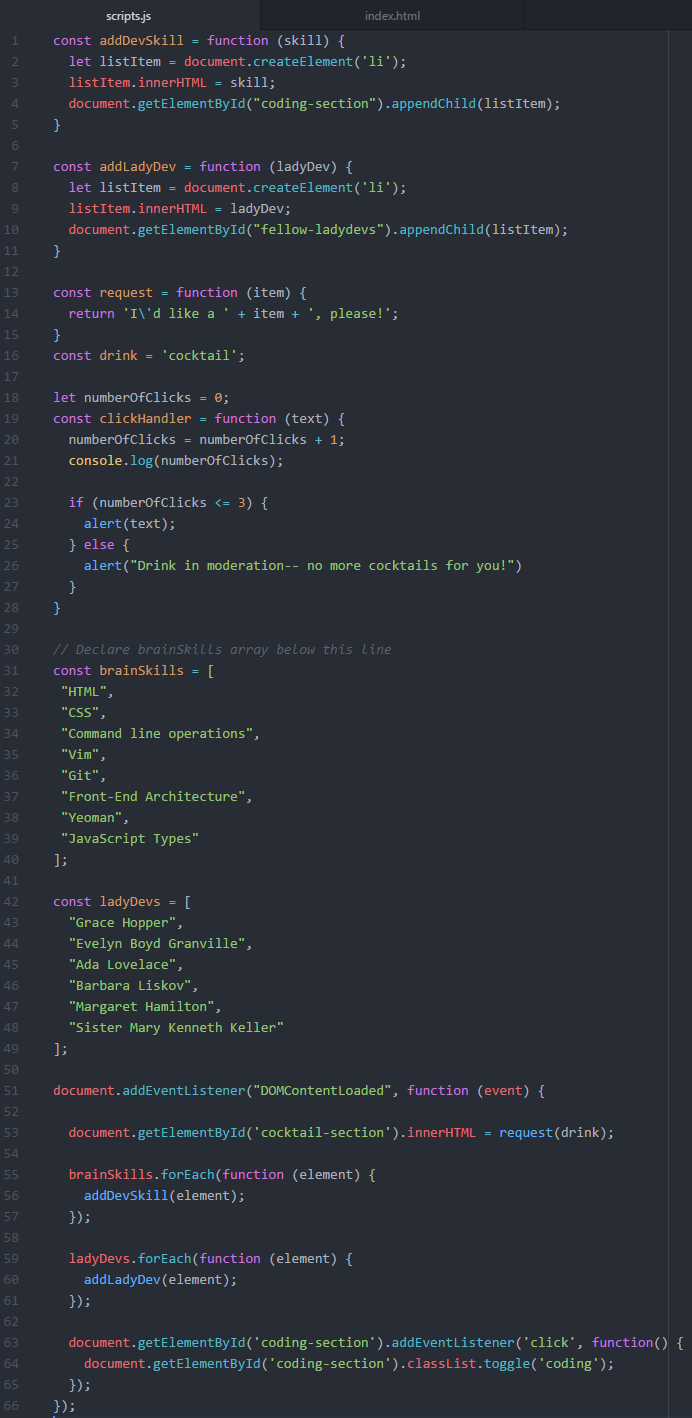 scripts.js index.html
1 const addDevSkill = function (skill) {
2 let listItem = document.createElement('li');
3 listItem.innerHTML = skill;
4 document.getElementById("coding-section").appendChild(listItem);
5 }
6
7 const addLadyDev = function (ladyDev) {
8 let listItem = document.createElement('li');
9 listItem.innerHTML = ladyDev;
10 document.getElementById("fellow-ladydevs").appendChild(listItem);
11 }
12
13 const request = function (item) {
14 return 'I\'d like a ' + item + ', please!';
15 }
16 const drink = 'cocktail';
17
18 let numberOfClicks = 0;
19 const clickHandler = function (text) {
20 numberOfClicks = numberOfClicks + 1;
21 console.log(numberOfClicks);
22
23 if (numberOfClicks <= 3) {
24 alert(text);
25 } else {
26 alert("Drink in moderation-- no more cocktails for you!")
27 }
28 }
29
30 // Declare brainSkills array below this line
31 const brainSkills = [
32 "HTML",
33 "CSS",
34 "Command line operations",
35 "Vim",
36 "Git",
37 "Front-End Architecture",
38 "Yeoman",
39 "JavaScript Types"
40 ];
41
42 const ladyDevs = [
43 "Grace Hopper",
44 "Evelyn Boyd Granville",
45 "Ada Lovelace",
46 "Barbara Liskov",
47 "Margaret Hamilton",
48 "Sister Mary Kenneth Keller"
49 ];
50
51 document.addEventListener("DOMContentLoaded", function (event) {
52
53 document.getElementById('cocktail-section').innerHTML = request(drink);
54
55 brainSkills.forEach(function (element) {
56 addDevSkill(element);
57 });
58
59 ladyDevs.forEach(function (element) {
60 addLadyDev(element);
61 });
62
63 document.getElementById('coding-section').addEventListener('click', function() {
64 document.getElementById('coding-section').classList.toggle('coding');
65 });
66 });